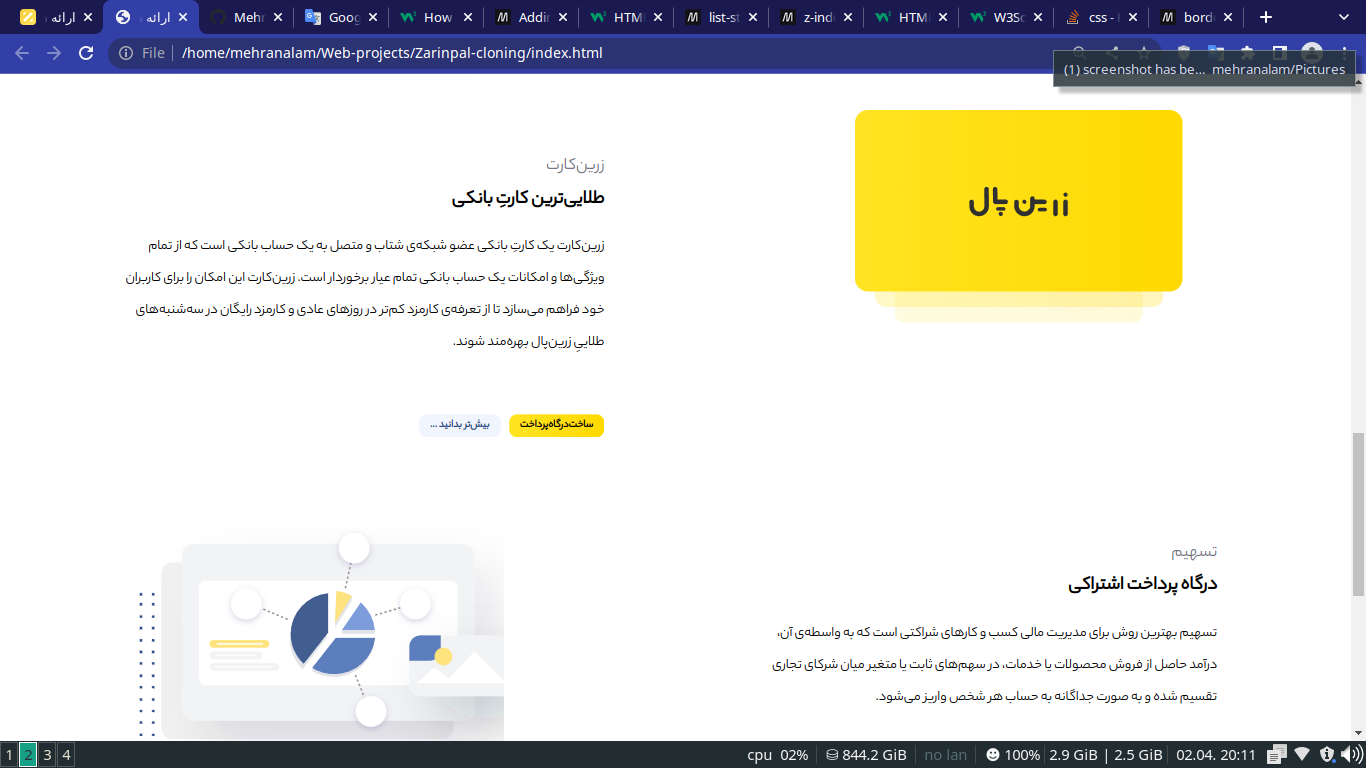 ارائه د
ارائه د
Mehr
Goog
How
Addin
HTML
list-st
z-ind
HTML
W3Sc
css -
bord
File
/home/mehranalam/Web-projects/Zarinpal-cloning/index.html
(1) screenshot has be... mehranalam/Pictures
زرین‌پال
زرین‌کارت
طلایی‌ترین کارتِ بانکی
زرین‌کارت یک کارتِ بانکی عضو شبکه‌ی شتاب و متصل به یک حساب بانکی است که از تمام
ویژگی‌ها و امکانات یک حساب بانکی تمام عیار برخوردار است. زرین‌کارت این امکان را برای کاربران
خود فراهم می‌سازد تا از تعرفه‌ی کارمزد کم‌تر در روزهای عادی و کارمزد رایگان در سه‌شنبه‌های
طلاییِ زرین‌پال بهره‌مند شوند.
ساخت‌درگاه‌پرداخت
بیش‌تر بدانید ...
تسهیم
درگاه پرداخت اشتراکی
تسهیم بهترین روش برای مدیریت مالی کسب و کارهای شراکتی است که به واسطه‌ی آن،
درآمد حاصل از فروش محصولات یا خدمات، در سهم‌های ثابت یا متغیر میان شرکای تجاری
تقسیم شده و به صورت جداگانه به حساب هر شخص واریز می‌شود.
1 2 3 4
cpu 02% 844.2 GiB no lan 100% 2.9 GiB | 2.5 GiB 02.04. 20:11